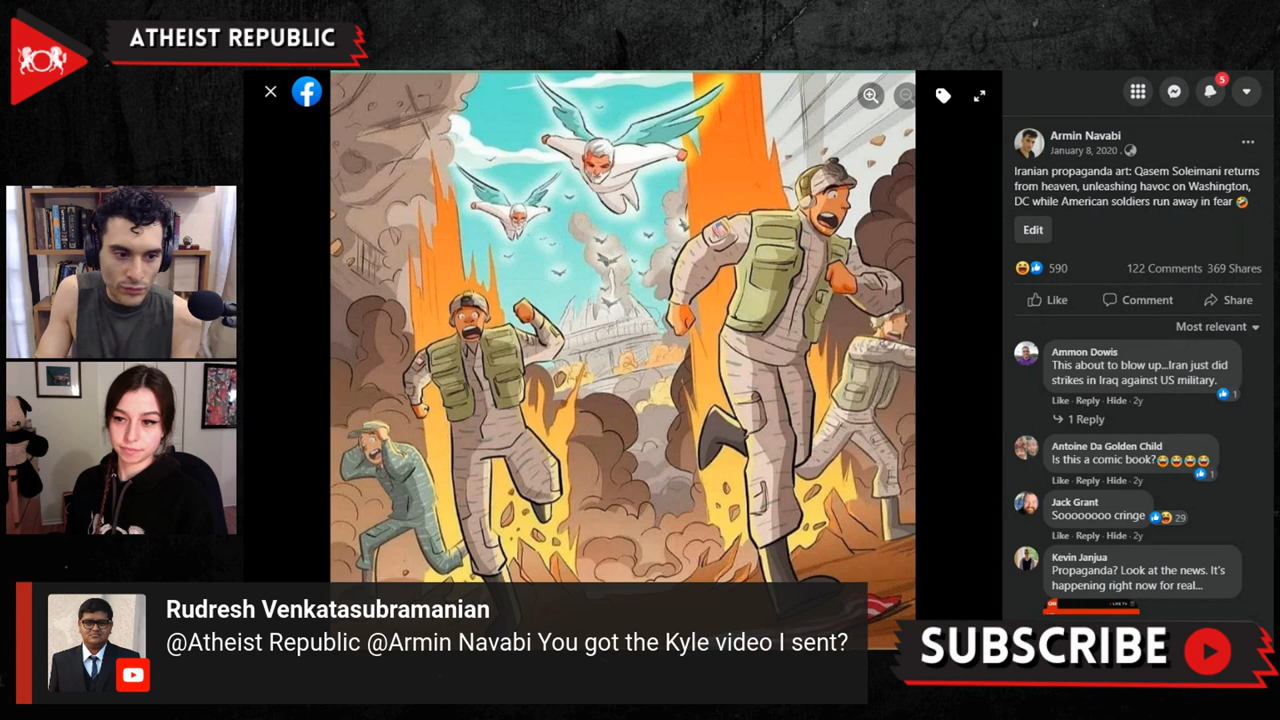 ATHEIST REPUBLIC
5
Armin Navabi
January 8, 2020 .
Iranian propaganda art: Qasem Soleimani returns
from heaven, unleashing havoc on Washington,
DC while American soldiers run away in fear 🤣
Edit
590 122 Comments 369 Shares
Like Comment Share
Most relevant
Ammon Dowis
This about to blow up...Iran just did
strikes in Iraq against US military.
1
Like · Reply · Hide · 2y
1 Reply
Antoine Da Golden Child
Is this a comic book?😂😂😂😂
1
Like · Reply · Hide · 2y
Jack Grant
Soooooooo cringe
29
Like · Reply · Hide · 2y
Kevin Janjua
Propaganda? Look at the news. It's
happening right now for real...
Rudresh Venkatasubramanian
@Atheist Republic @Armin Navabi You got the Kyle video I sent?
SUBSCRIBE